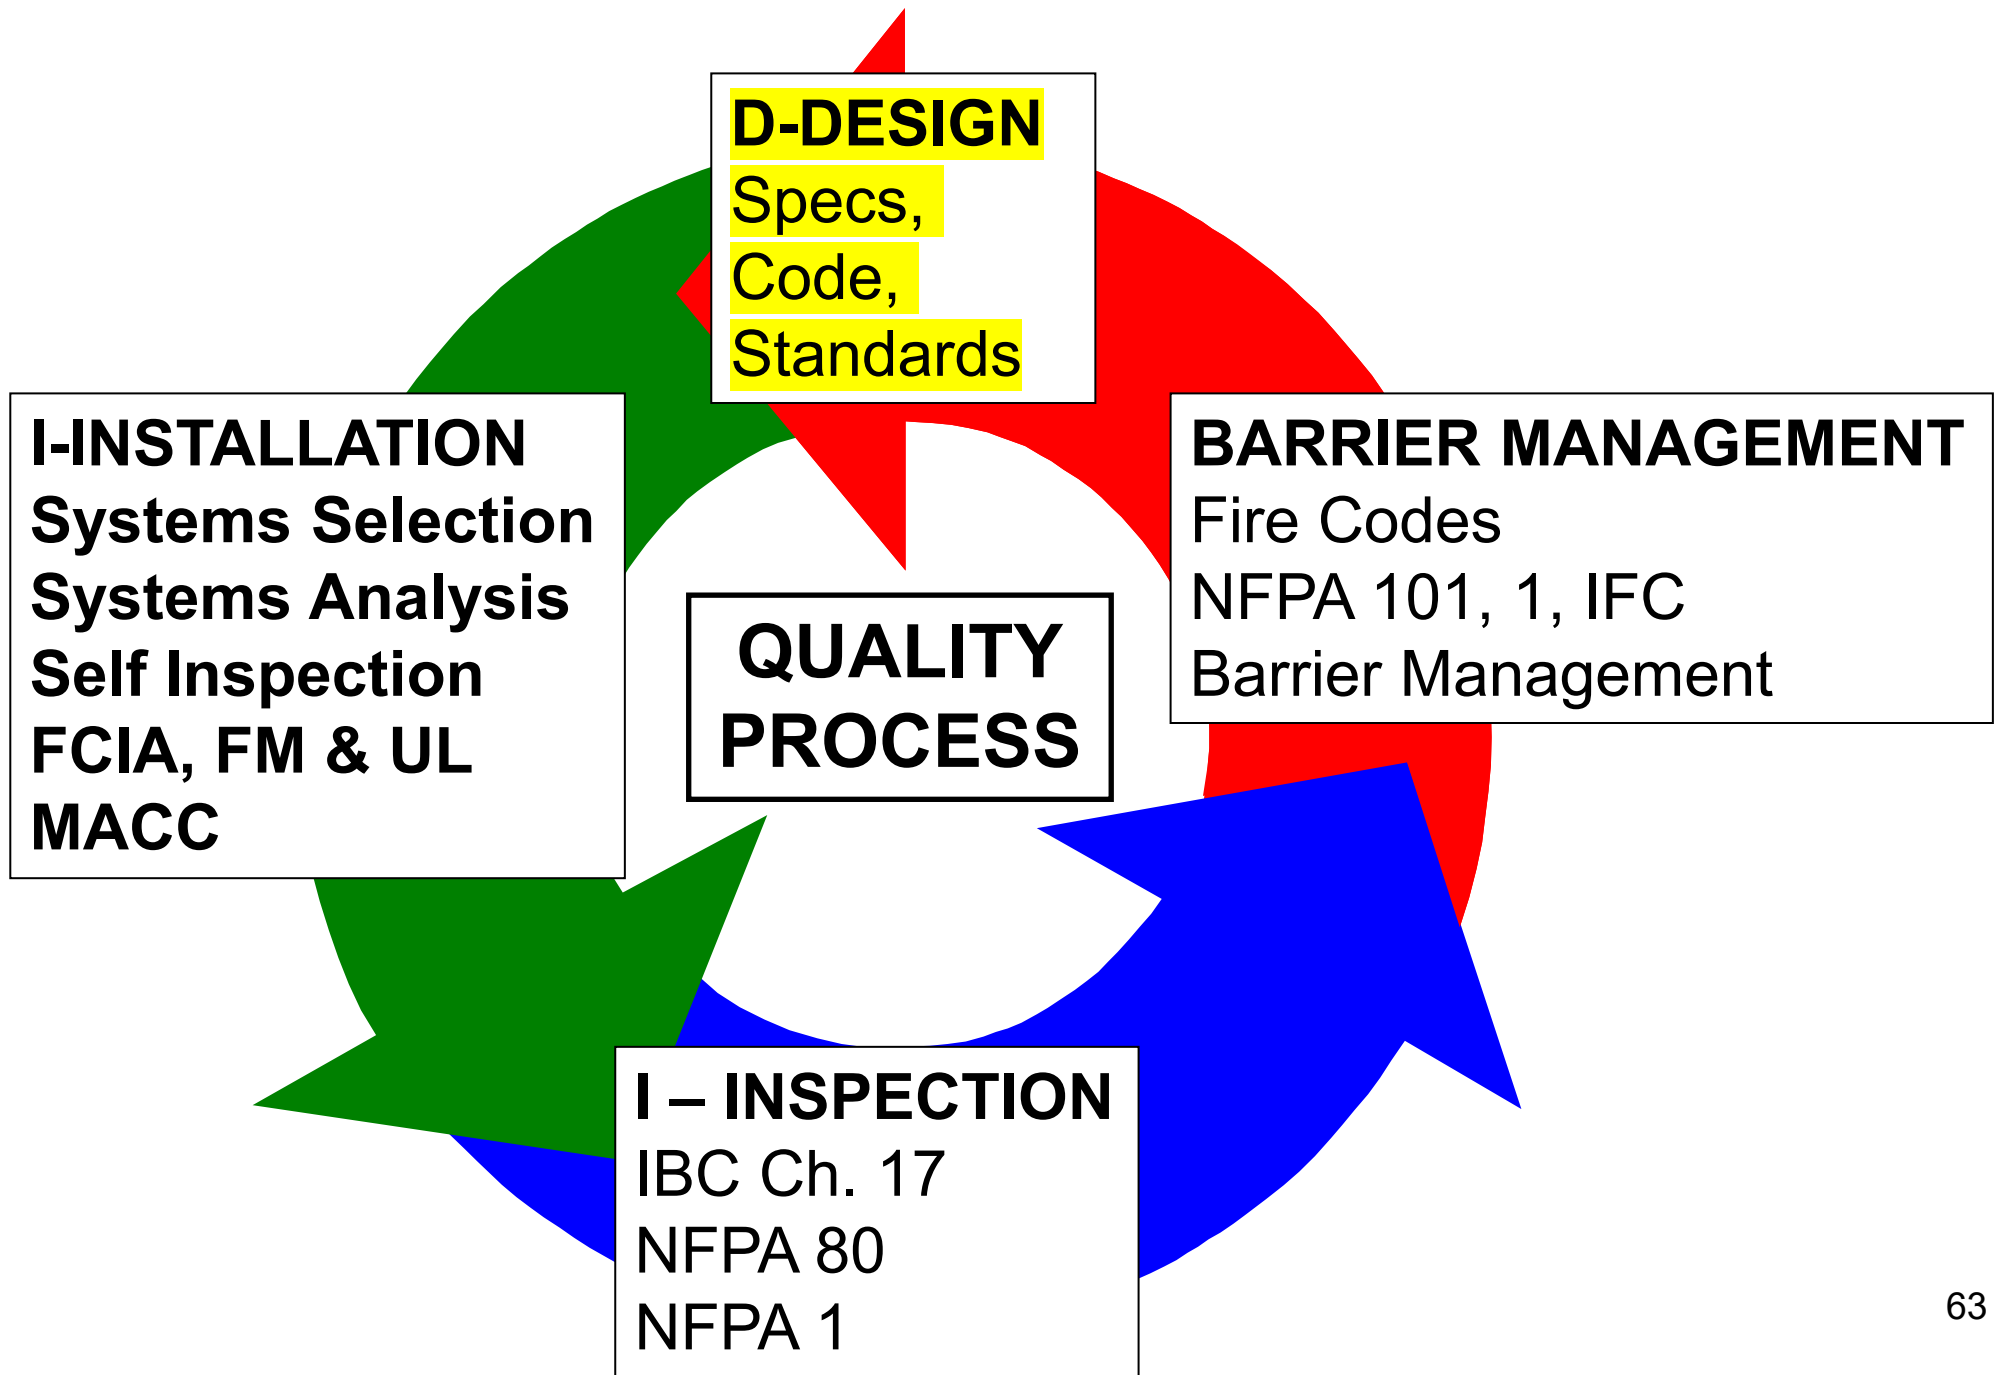 D-DESIGN
Specs,
Code,
Standards
I-INSTALLATION
Systems Selection
Systems Analysis
Self Inspection
FCIA, FM & UL
MACC
BARRIER MANAGEMENT
Fire Codes
NFPA 101, 1, IFC
Barrier Management
QUALITY
PROCESS
I – INSPECTION
IBC Ch. 17
NFPA 80
NFPA 1
63